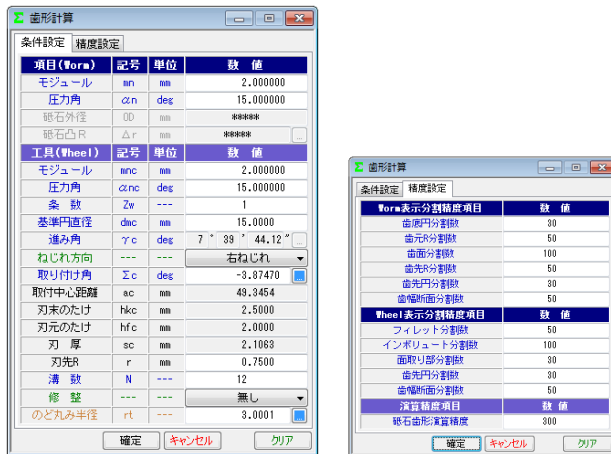 歯形計算
条件設定 精度設定
項目(Worm) 記号 単位 数 値
モジュール mn mm 2.000000
圧力角 αn deg 15.000000
砥石外径 OD mm *****
砥石凸R Δr mm ***** ...
工具(Wheel) 記号 単位 数 値
モジュール mnc mm 2.000000
圧力角 αnc deg 15.000000
条 数 Zw --- 1
基準円直径 dmc mm 15.0000
進み角 γc deg 7 ° 39 ' 44.12 " ...
ねじれ方向 --- --- 右ねじれ
取り付け角 Σc deg -3.87470
取付中心距離 ac mm 49.3454
刃末のたけ hkc mm 2.5000
刃元のたけ hfc mm 2.0000
刃 厚 sc mm 2.1063
刃先R r mm 0.7500
溝 数 N --- 12
修 整 --- --- 無し
のど丸み半径 rt --- 3.0001
確定 キャンセル クリア
歯形計算
条件設定 精度設定
Worm表示分割精度項目 数 値
歯底円分割数 30
歯元R分割数 50
歯面分割数 100
歯先R分割数 50
歯先円分割数 30
歯幅断面分割数 50
Wheel表示分割精度項目 数 値
フィレット分割数 50
インボリュート分割数 100
面取り部分割数 30
歯先円分割数 30
歯幅断面分割数 50
演算精度項目 数 値
砥石歯形演算精度 300
確定 キャンセル クリア